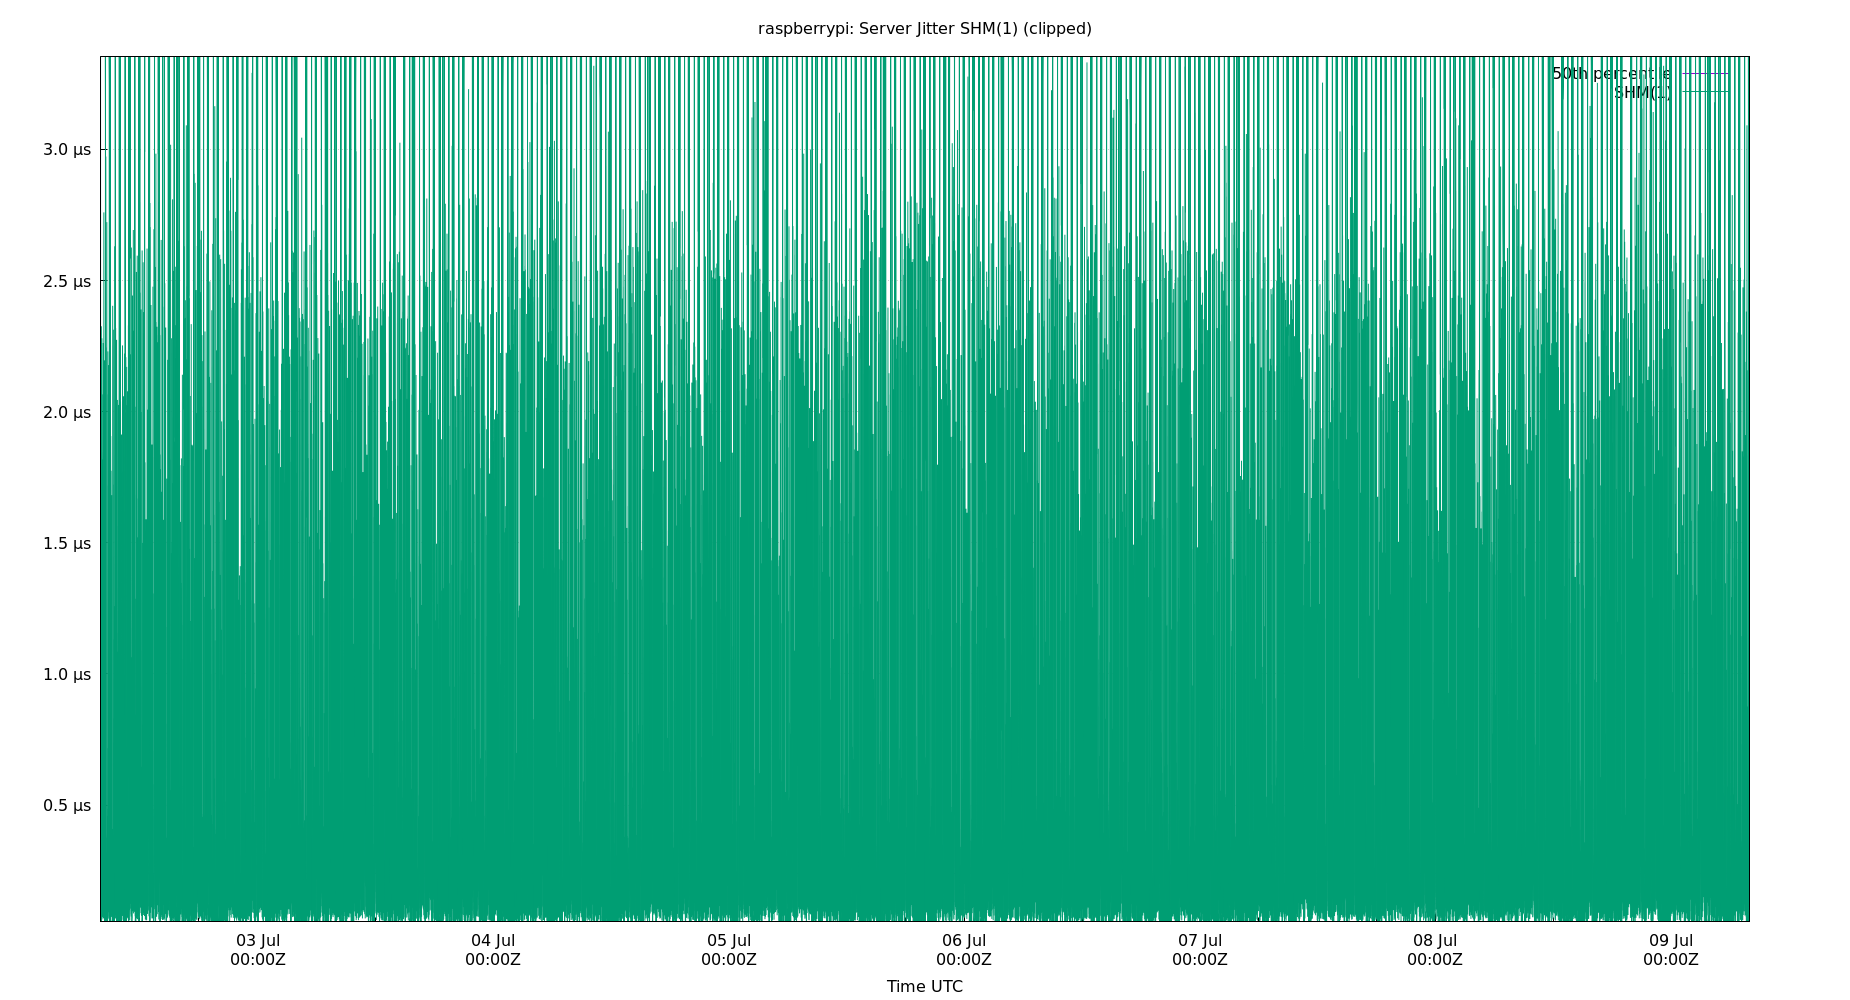 raspberrypi: Server Jitter SHM(1) (clipped)
50th percentile
SHM(1)
3.0 µs
2.5 µs
2.0 µs
1.5 µs
1.0 µs
0.5 µs
03 Jul 04 Jul 05 Jul 06 Jul 07 Jul 08 Jul 09 Jul
00:00Z 00:00Z 00:00Z 00:00Z 00:00Z 00:00Z 00:00Z
Time UTC